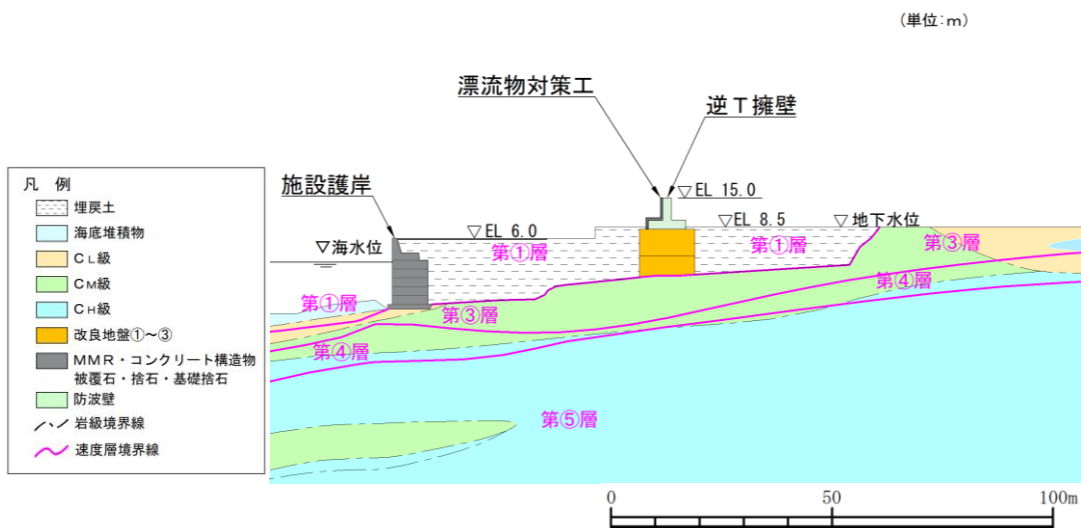 (単位:m)
漂流物対策工
逆T擁壁
施設護岸
▽EL 15.0
▽EL 6.0
▽EL 8.5
▽地下水位
▽海水位
第①層
第①層
第③層
第①層
第③層
第④層
第④層
第⑤層
凡 例
埋戻土
海底堆積物
CL級
CM級
CH級
改良地盤①~③
MMR・コンクリート構造物
被覆石・捨石・基礎捨石
防波壁
岩級境界線
速度層境界線
0 50 100m